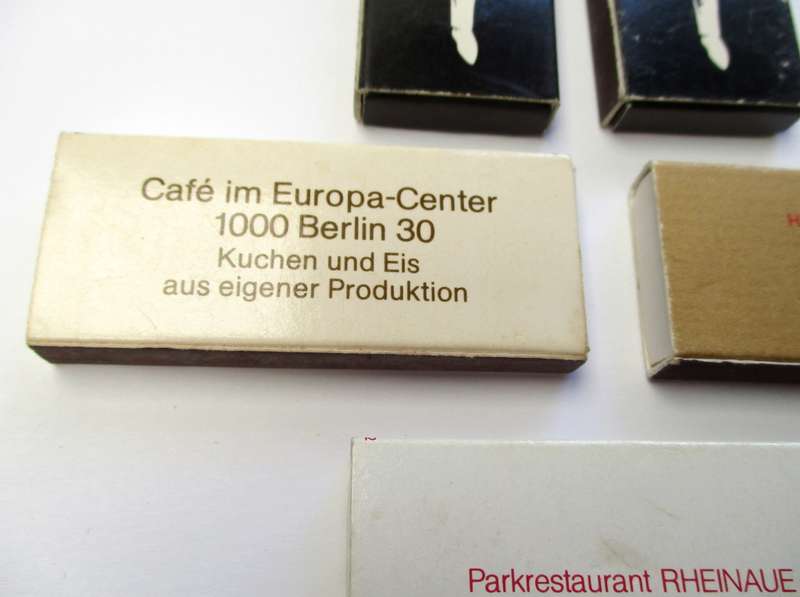 Café im Europa-Center
1000 Berlin 30
Kuchen und Eis
aus eigener Produktion
H
Parkrestaurant RHEINAUE